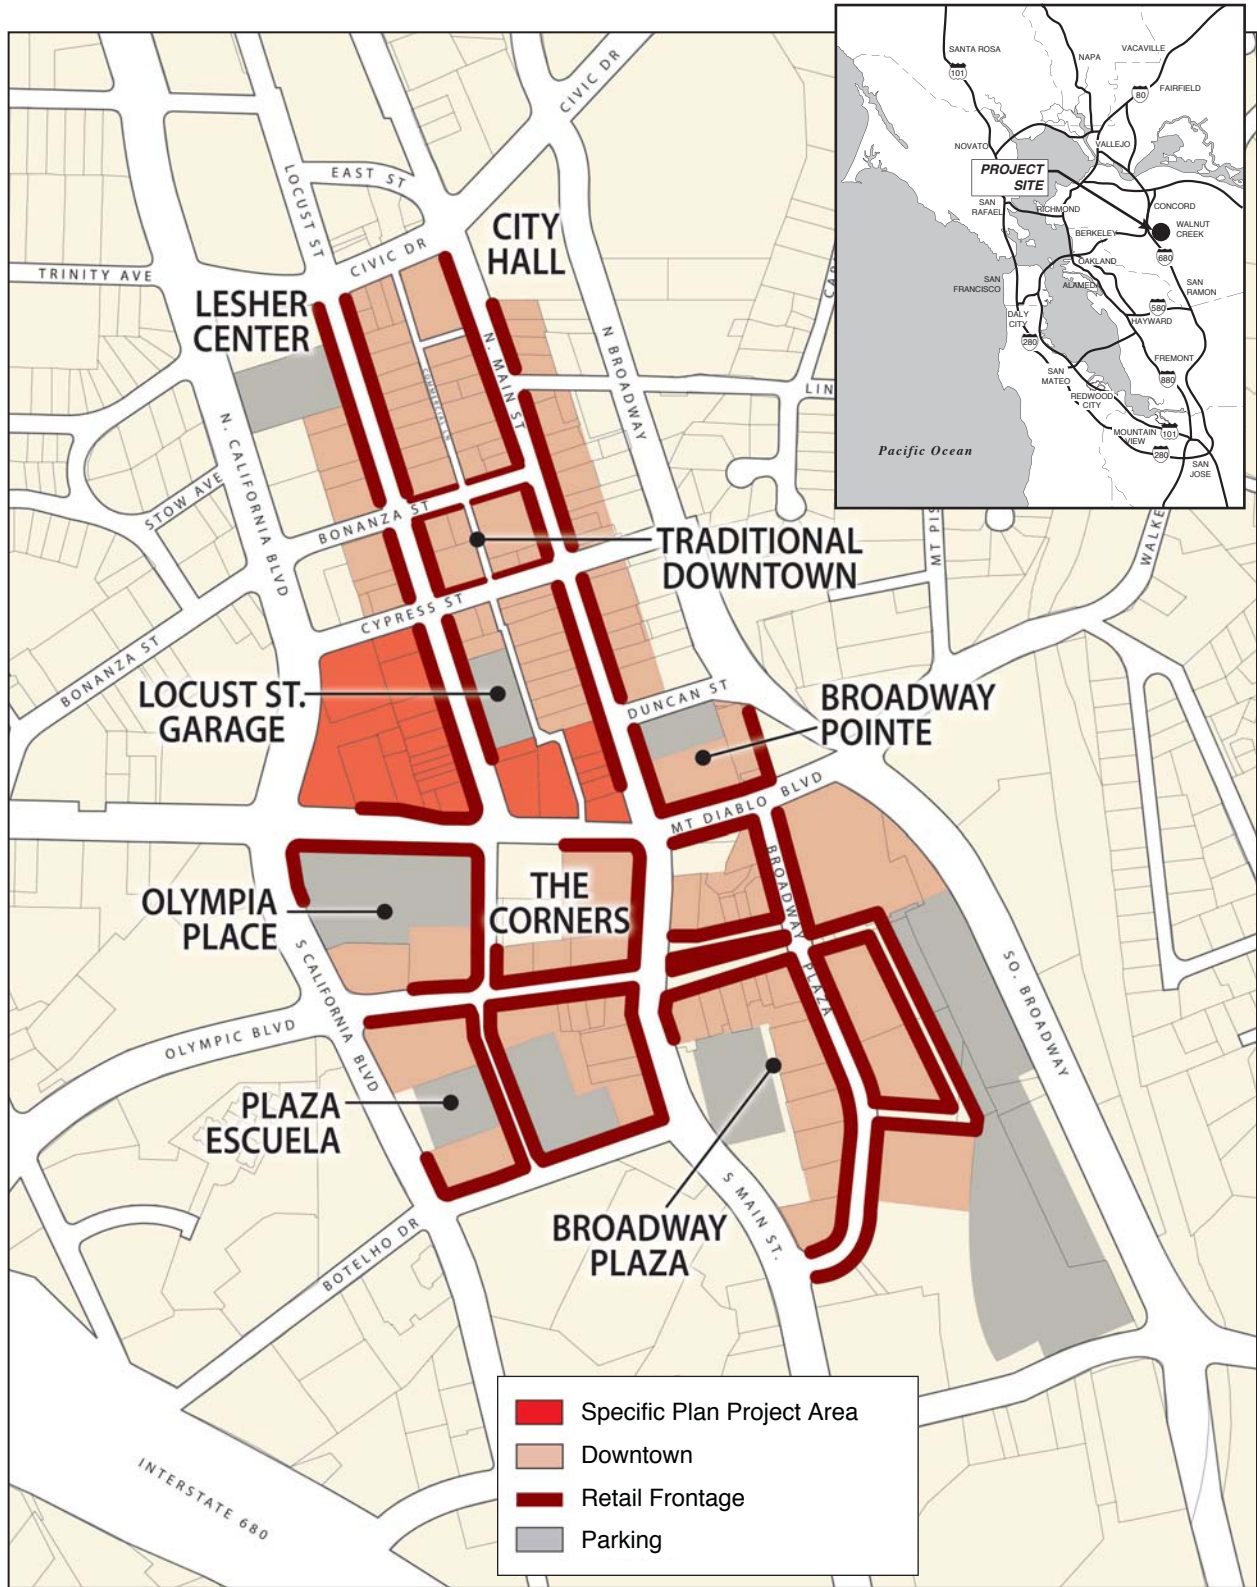 SANTA ROSA
NAPA
VACAVILLE
101
80
FAIRFIELD
NOVATO
VALLEJO
PROJECT
SITE
SAN
RAFAEL
RICHMOND
CONCORD
BERKELEY
WALNUT
CREEK
OAKLAND
680
SAN
FRANCISCO
ALAMEDA
SAN
RAMON
580
DALY
CITY
HAYWARD
280
FREMONT
SAN
MATEO
880
REDWOOD
CITY
MOUNTAIN
VIEW
101
280
SAN
JOSE
Pacific Ocean
CIVIC DR
LOCUST ST
EAST ST
CITY
HALL
CIVIC DR
TRINITY AVE
LESHER
CENTER
N. MAIN ST
N BROADWAY
COMMERCIAL LN
LIN
N. CALIFORNIA BLVD
STOW AVE
BONANZA ST
TRADITIONAL
DOWNTOWN
MT PIS
WALKE
CYPRESS ST
BONANZA ST
LOCUST ST.
GARAGE
DUNCAN ST
BROADWAY
POINTE
MT DIABLO BLVD
THE
CORNERS
OLYMPIA
PLACE
BROADWAY PLAZA
S CALIFORNIA BLVD
SO. BROADWAY
OLYMPIC BLVD
PLAZA
ESCUELA
S MAIN ST.
BROADWAY
PLAZA
BOTELHO DR
INTERSTATE 680
Specific Plan Project Area
Downtown
Retail Frontage
Parking